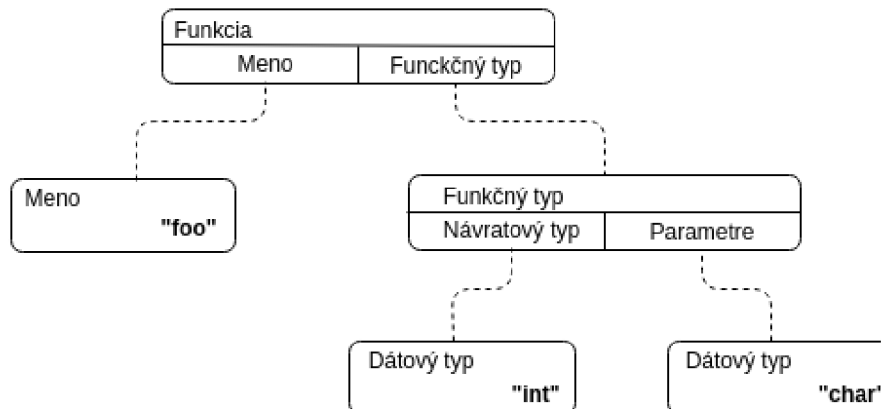 Funkcia
Meno Funckčný typ
Meno
"foo"
Funkčný typ
Návratový typ Parametre
Dátový typ
"int"
Dátový typ
"char"